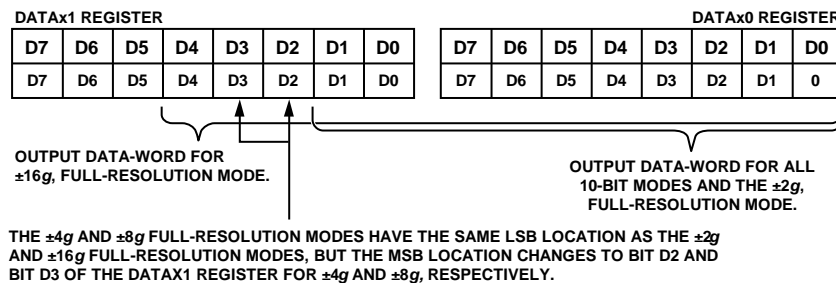 DATAx1 REGISTER
DATAx0 REGISTER
D7 D6 D5 D4 D3 D2 D1 D0
D7 D6 D5 D4 D3 D2 D1 D0
D7 D6 D5 D4 D3 D2 D1 D0
D7 D6 D5 D4 D3 D2 D1 0
OUTPUT DATA-WORD FOR
±16g, FULL-RESOLUTION MODE.
OUTPUT DATA-WORD FOR ALL
10-BIT MODES AND THE ±2g,
FULL-RESOLUTION MODE.
THE ±4g AND ±8g FULL-RESOLUTION MODES HAVE THE SAME LSB LOCATION AS THE ±2g
AND ±16g FULL-RESOLUTION MODES, BUT THE MSB LOCATION CHANGES TO BIT D2 AND
BIT D3 OF THE DATAX1 REGISTER FOR ±4g AND ±8g, RESPECTIVELY.